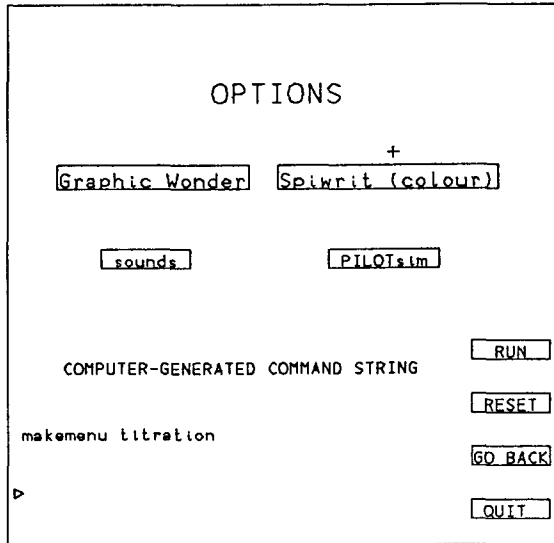 OPTIONS
+
Graphic Wonder Spiwrit (colour)
sounds PILOTsim
RUN
COMPUTER-GENERATED COMMAND STRING
RESET
makemenu titration
GO BACK
QUIT